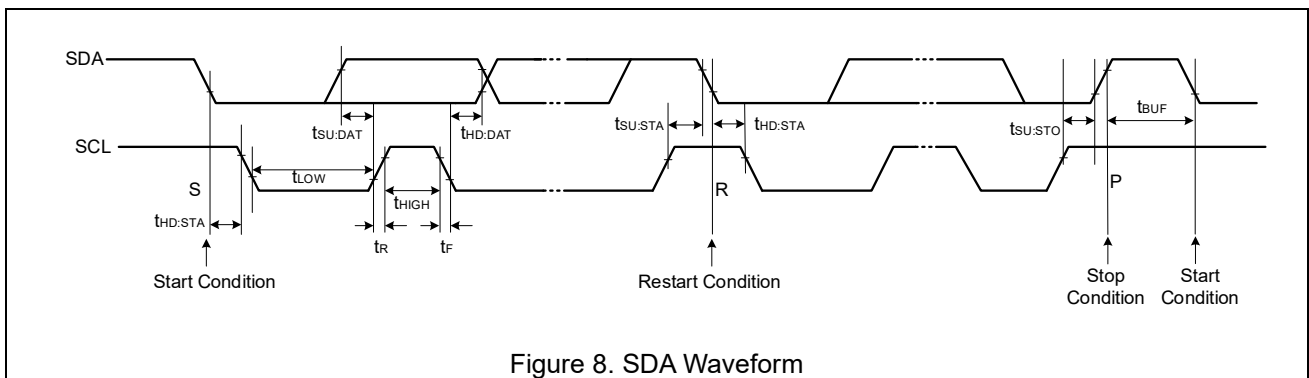 SDA
tSU:DAT
tHD:DAT
tSU:STA
tHD:STA
tSU:STO
tBUF
SCL
S
tLOW
tHIGH
R
P
tHD:STA
tR
tF
Start Condition
Restart Condition
Stop
Condition
Start
Condition
Figure 8. SDA Waveform